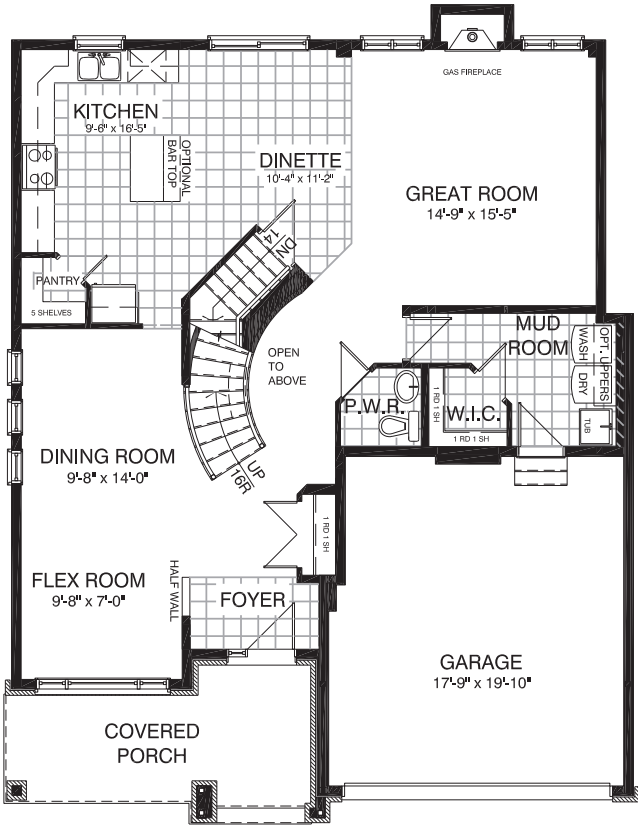 GAS FIREPLACE
KITCHEN
9'-6" x 16'-5"
OPTIONAL
BAR TOP
DINETTE
10'-4" x 11'-2"
GREAT ROOM
14'-9" x 15'-5"
DN
14
PANTRY
5 SHELVES
MUD
ROOM
OPT. UPPERS
WASH DRY
TUB
OPEN
TO
ABOVE
P.W.R.
1 RD 1 SH
W.I.C.
1 RD 1 SH
DINING ROOM
9'-8" x 14'-0"
UP
16R
1 RD 1 SH
FLEX ROOM
9'-8" x 7'-0"
HALF WALL
FOYER
GARAGE
17'-9" x 19'-10"
COVERED
PORCH